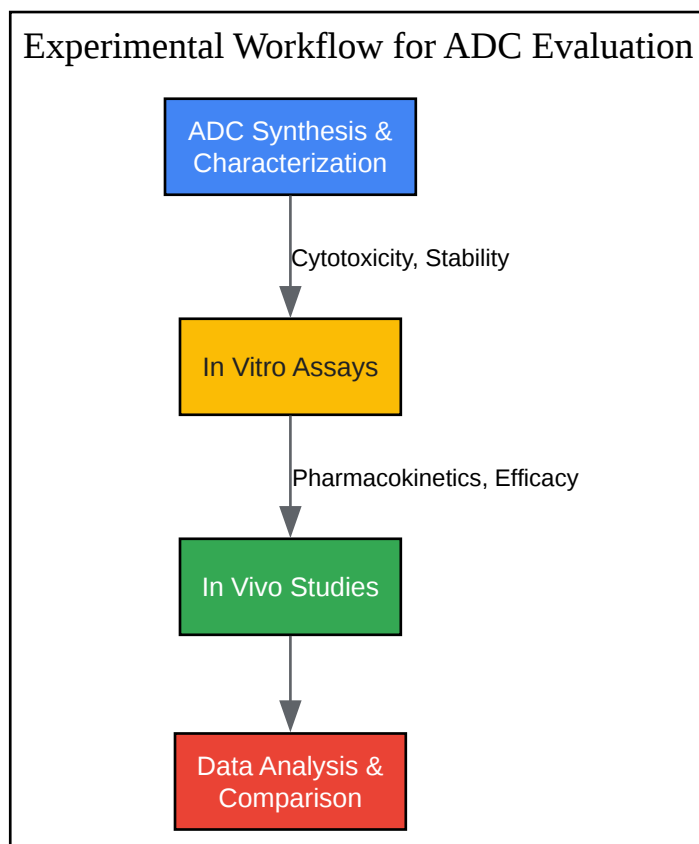 Experimental Workflow for ADC Evaluation
ADC Synthesis &
Characterization
Cytotoxicity, Stability
In Vitro Assays
Pharmacokinetics, Efficacy
In Vivo Studies
Data Analysis &
Comparison